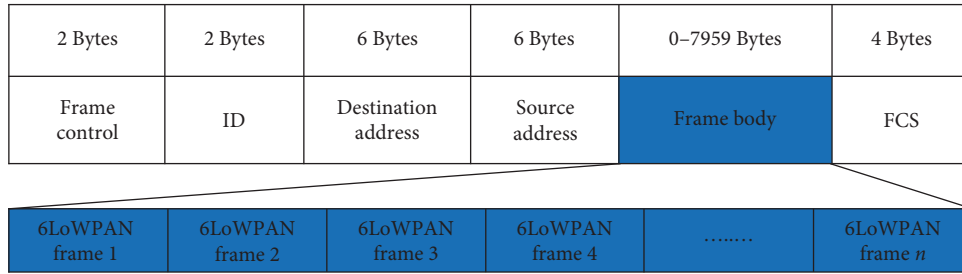 2 Bytes 2 Bytes 6 Bytes 6 Bytes 0–7959 Bytes 4 Bytes
Frame control ID Destination address Source address Frame body FCS
6LoWPAN frame 1 6LoWPAN frame 2 6LoWPAN frame 3 6LoWPAN frame 4 ........ 6LoWPAN frame n